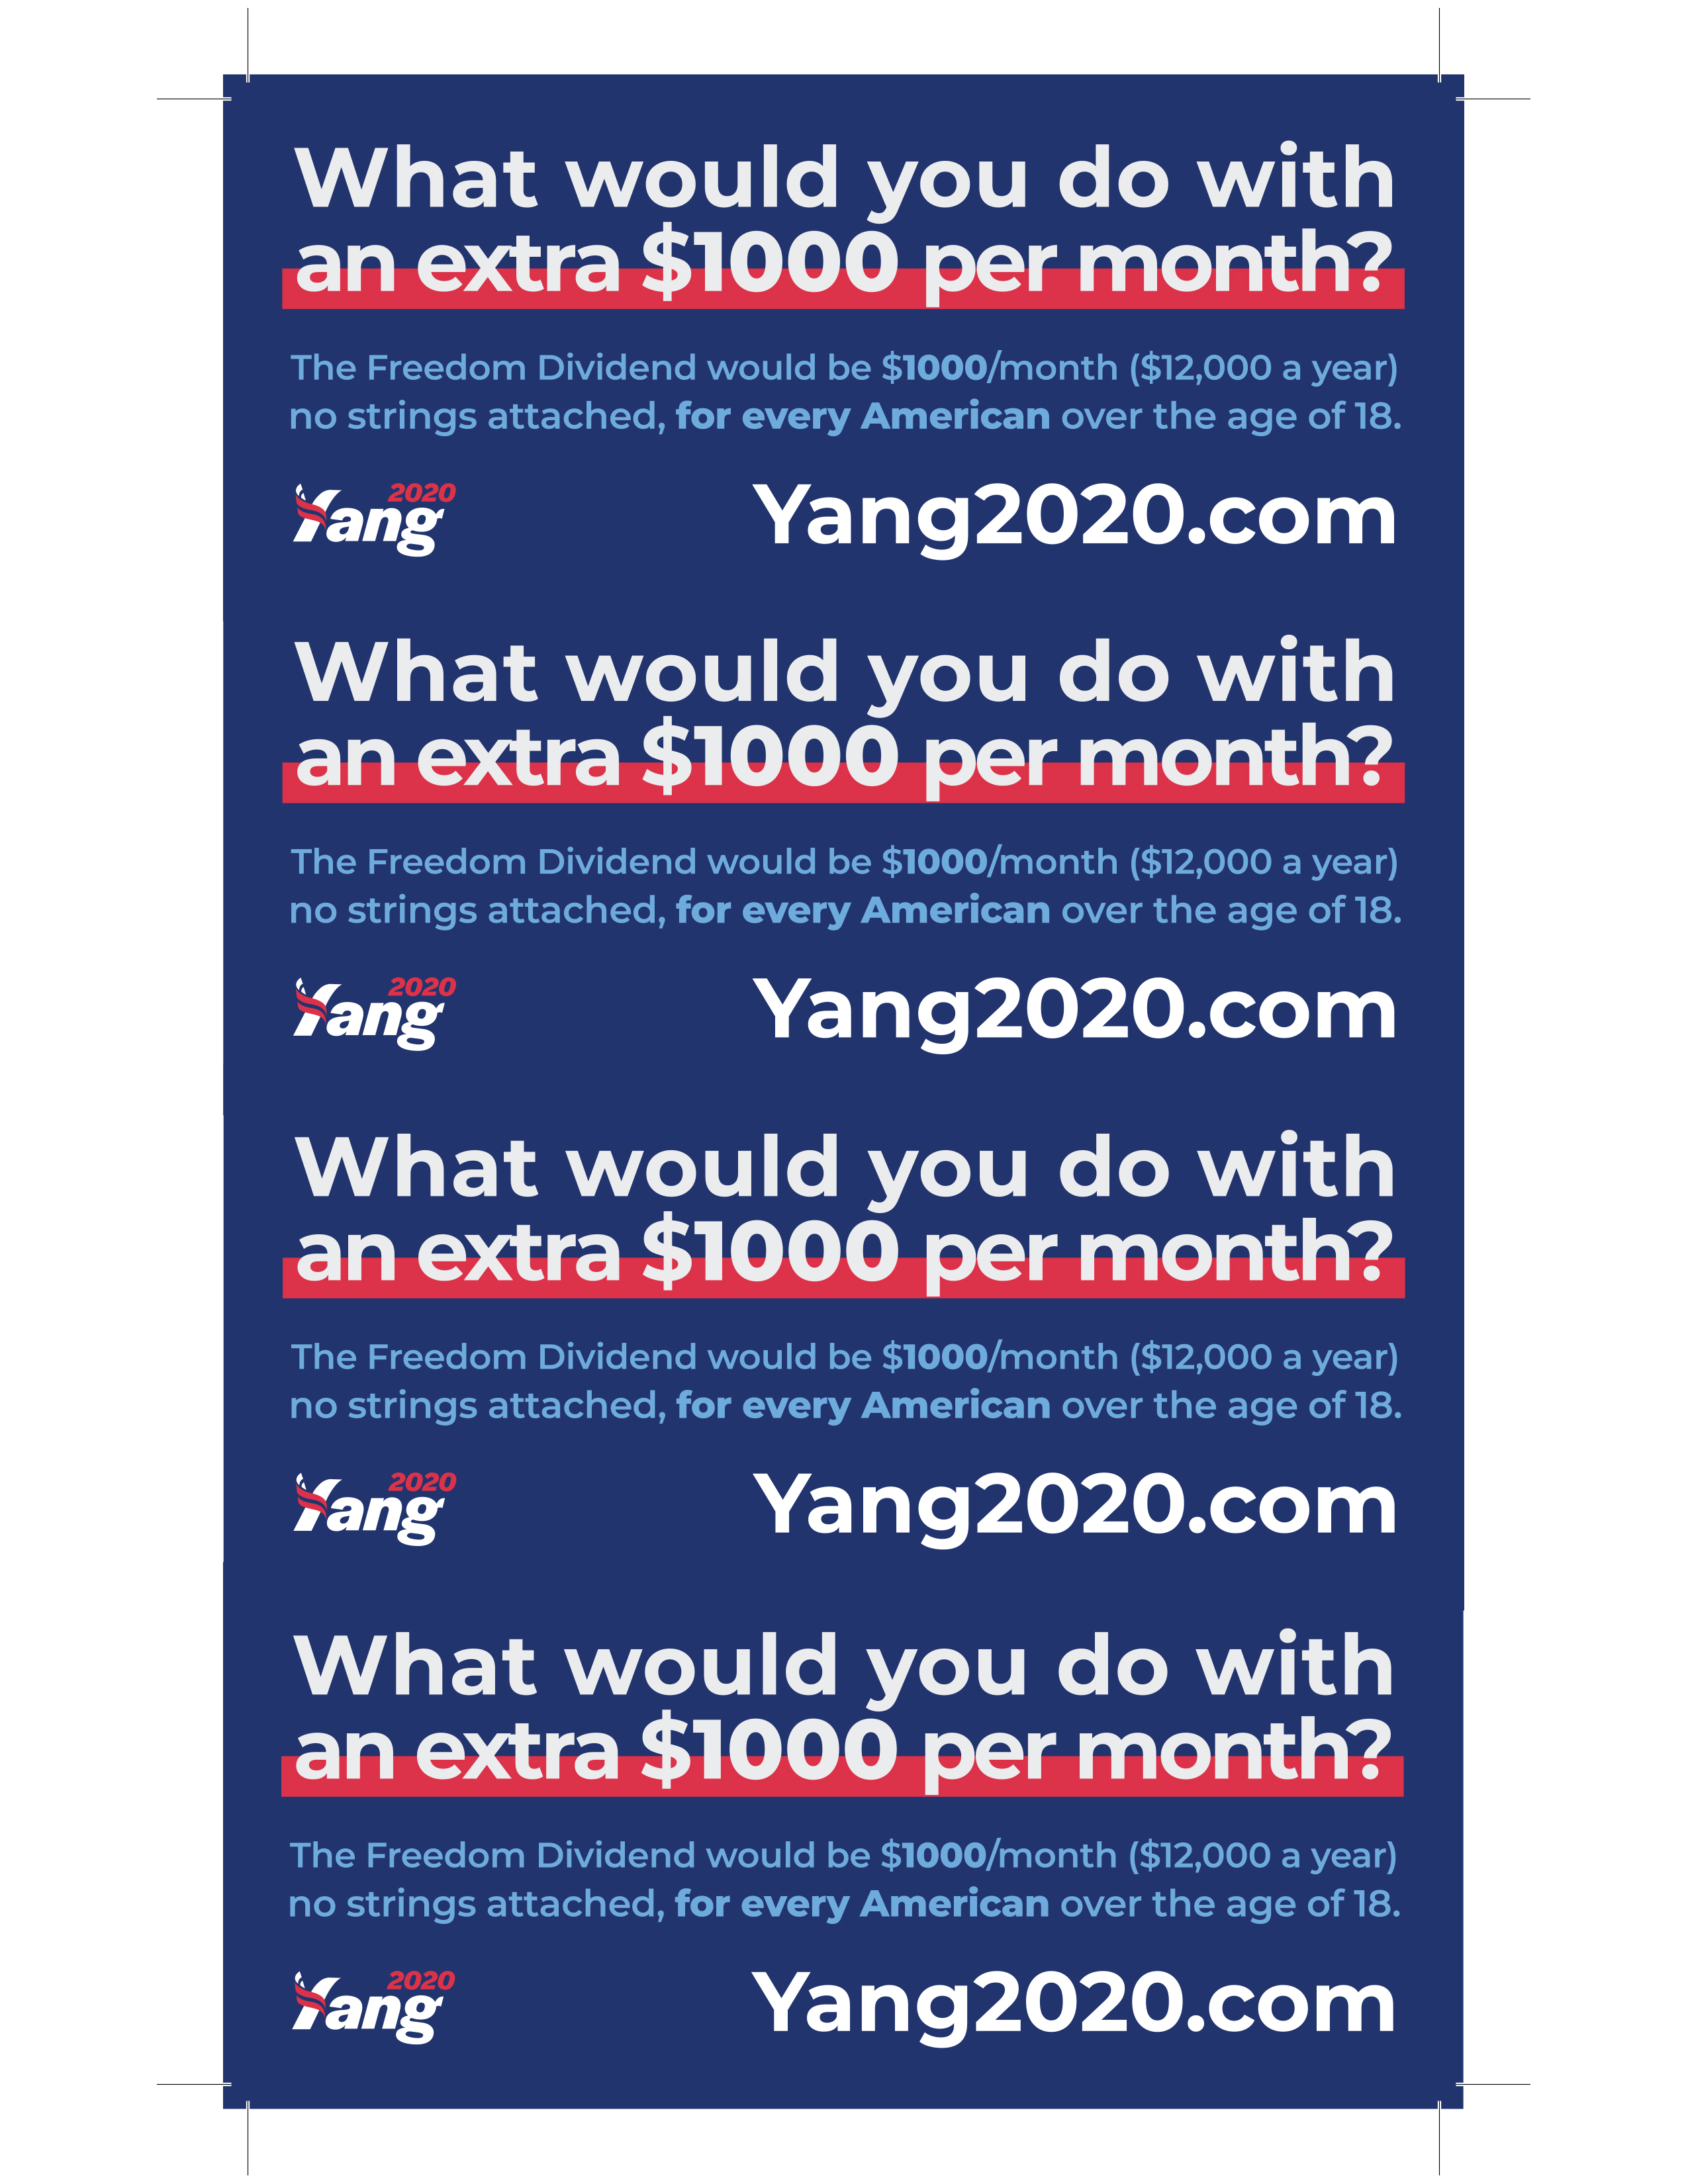 What would you do with
an extra $1000 per month?
The Freedom Dividend would be $1000/month ($12,000 a year)
no strings attached, for every American over the age of 18.
Yang 2020
Yang2020.com
What would you do with
an extra $1000 per month?
The Freedom Dividend would be $1000/month ($12,000 a year)
no strings attached, for every American over the age of 18.
Yang 2020
Yang2020.com
What would you do with
an extra $1000 per month?
The Freedom Dividend would be $1000/month ($12,000 a year)
no strings attached, for every American over the age of 18.
Yang 2020
Yang2020.com
What would you do with
an extra $1000 per month?
The Freedom Dividend would be $1000/month ($12,000 a year)
no strings attached, for every American over the age of 18.
Yang 2020
Yang2020.com